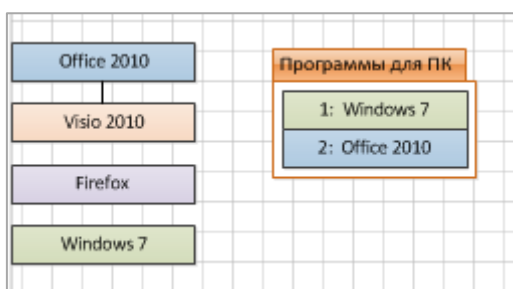 Office 2010
Visio 2010
Firefox
Windows 7
Программы для ПК
1: Windows 7
2: Office 2010